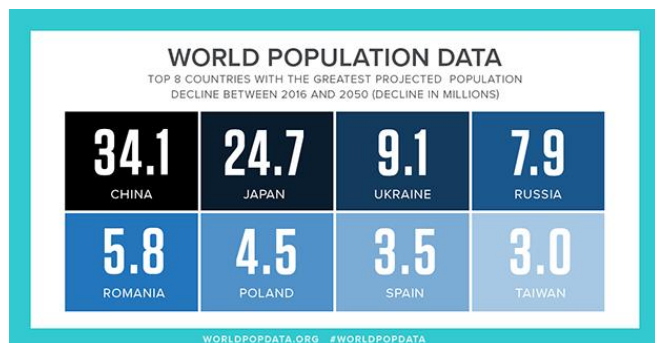 WORLD POPULATION DATA
TOP 8 COUNTRIES WITH THE GREATEST PROJECTED POPULATION
DECLINE BETWEEN 2016 AND 2050 (DECLINE IN MILLIONS)
34.1 24.7 9.1 7.9
CHINA JAPAN UKRAINE RUSSIA
5.8 4.5 3.5 3.0
ROMANIA POLAND SPAIN TAIWAN
WORLDPOPDATA.ORG #WORLDPOPDATA